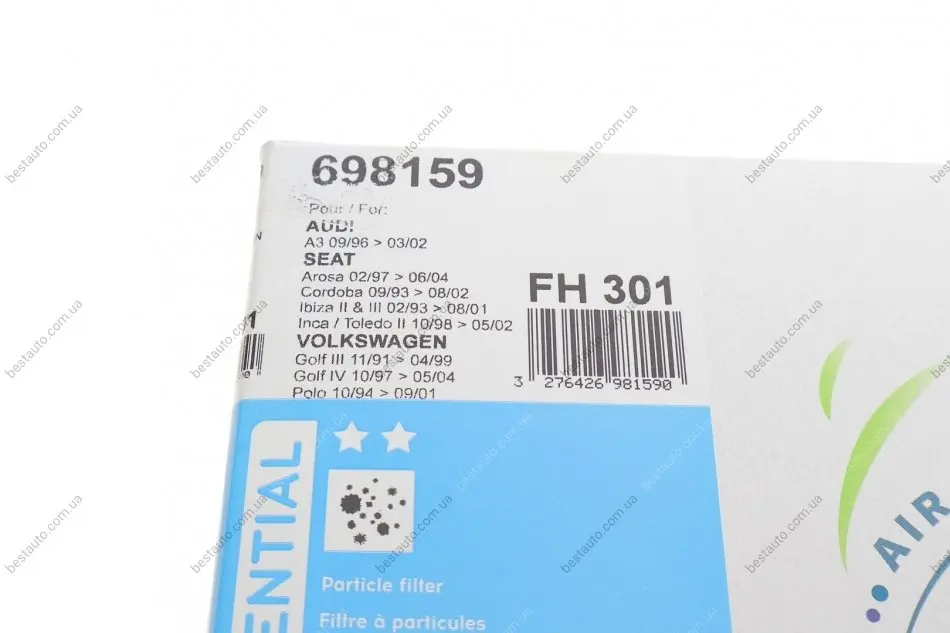 698159
Pour / For:
AUDI
A3 09/96 > 03/02
SEAT
Arosa 02/97 > 06/04
Cordoba 09/93 > 08/02
Ibiza II & III 02/93 > 08/01
Inca / Toledo II 10/98 > 05/02
VOLKSWAGEN
Golf III 11/91 > 04/99
Golf IV 10/97 > 05/04
Polo 10/94 > 09/01
FH 301
3 276426 981590
ENTIAL
Particle filter
Filtre à particules
AIR
bestauto.com.ua